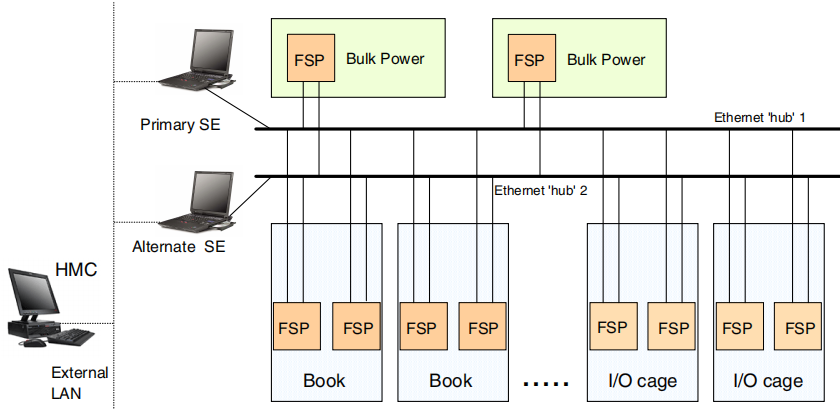 FSP
Bulk Power
FSP
Bulk Power
Ethernet 'hub' 1
Primary SE
Ethernet 'hub' 2
Alternate SE
HMC
FSP
FSP
FSP
FSP
FSP
FSP
FSP
FSP
External
LAN
Book
Book
.....
I/O cage
I/O cage